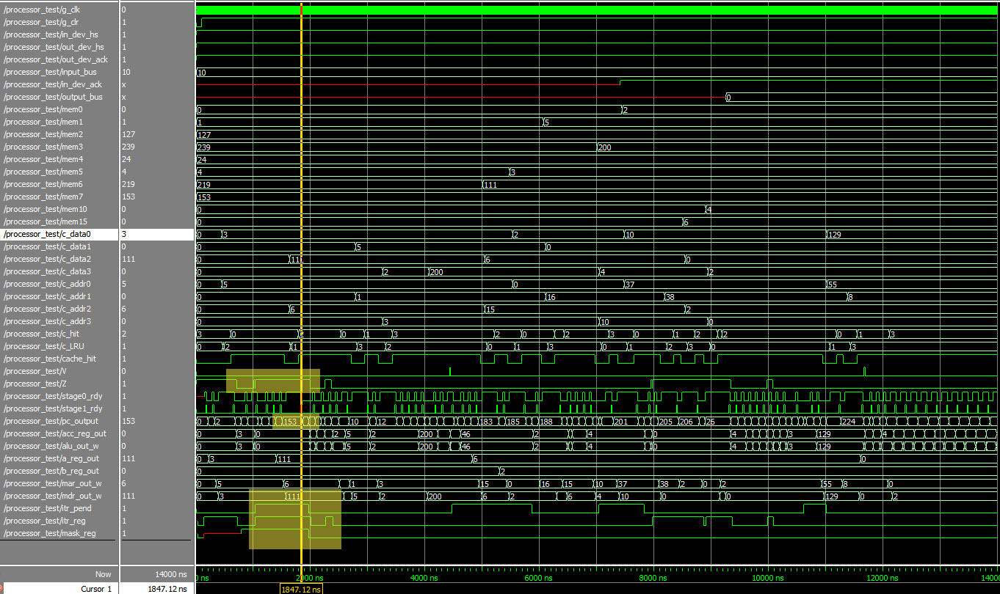 /processor_test/g_clk 0
/processor_test/g_clr 1
/processor_test/in_dev_hs 1
/processor_test/out_dev_hs 1
/processor_test/out_dev_ack 1
/processor_test/input_bus 10 10
/processor_test/in_dev_ack x
/processor_test/output_bus x 0
/processor_test/mem0 0 0 2
/processor_test/mem1 1 1 5
/processor_test/mem2 127 127
/processor_test/mem3 239 239 200
/processor_test/mem4 24 24
/processor_test/mem5 4 4 3
/processor_test/mem6 219 219 111
/processor_test/mem7 153 153
/processor_test/mem10 0 0 4
/processor_test/mem15 0 0 6
/processor_test/c_data0 3 0 3 2 10 129
/processor_test/c_data1 0 0 5 0
/processor_test/c_data2 111 0 111 6 0
/processor_test/c_data3 0 0 2 200 4 2
/processor_test/c_addr0 5 0 5 0 37 55
/processor_test/c_addr1 0 0 1 16 38 8
/processor_test/c_addr2 6 0 6 15 2
/processor_test/c_addr3 0 0 3 10 0
/processor_test/c_hit 2 3 0 2 0 1 3 2 0 2 3 0 1 2 2 0 1 3
/processor_test/c_LRU 1 0 2 1 3 2 0 1 3 0 1 2 3 0 1 3
/processor_test/cache_hit 1
/processor_test/V 0
/processor_test/Z 1
/processor_test/stage0_rdy 1
/processor_test/stage1_rdy 1
/processor_test/pc_output 153 0 2 153 10 12 183 185 188 201 205 206 26 224
/processor_test/acc_reg_out 0 0 3 0 2 5 2 200 46 2 4 0 4 3 129 4
/processor_test/alu_out_w 0 0 3 0 5 2 200 46 2 4 0 4 3 129
/processor_test/a_reg_out 111 0 3 111 6 0
/processor_test/b_reg_out 0 0 2
/processor_test/mar_out_w 6 0 5 6 1 3 15 0 16 15 10 37 38 2 0 2 55 8 0
/processor_test/mdr_out_w 111 0 3 111 5 2 200 6 2 6 4 10 0 0 129 0 2
/processor_test/itr_pend 1
/processor_test/itr_reg 1
/processor_test/mask_reg 1
Now 14000 ns ns 2000 ns 4000 ns 6000 ns 8000 ns 10000 ns 12000 ns 14000
Cursor 1 1847.12 ns 1847.12 ns